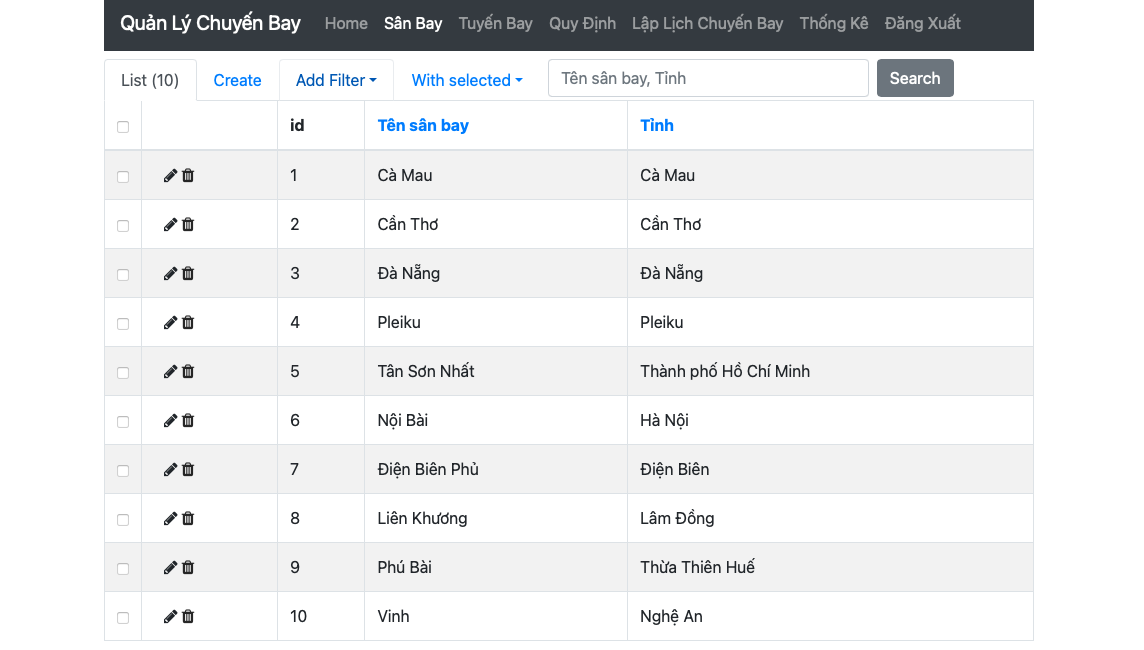 Quản Lý Chuyến Bay Home Sân Bay Tuyến Bay Quy Định Lập Lịch Chuyến Bay Thống Kê Đăng Xuất
List (10) Create Add Filter With selected Tên sân bay, Tỉnh Search
id Tên sân bay Tỉnh
1 Cà Mau Cà Mau
2 Cần Thơ Cần Thơ
3 Đà Nẵng Đà Nẵng
4 Pleiku Pleiku
5 Tân Sơn Nhất Thành phố Hồ Chí Minh
6 Nội Bài Hà Nội
7 Điện Biên Phủ Điện Biên
8 Liên Khương Lâm Đồng
9 Phú Bài Thừa Thiên Huế
10 Vinh Nghệ An